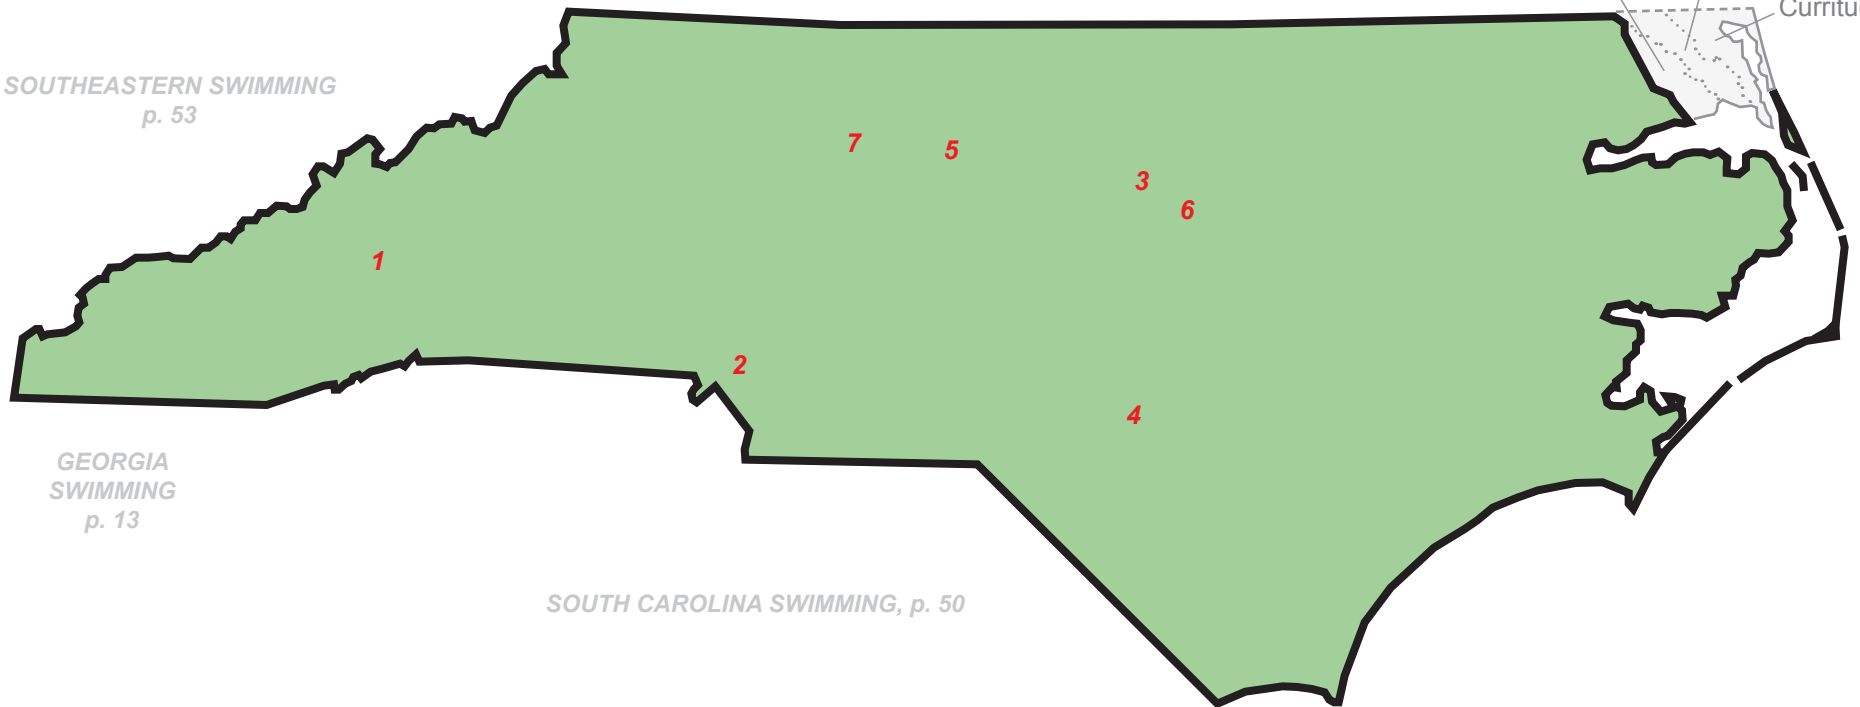 SOUTHEASTERN SWIMMING
p. 53
7
5
3
6
1
2
4
GEORGIA
SWIMMING
p. 13
SOUTH CAROLINA SWIMMING, p. 50